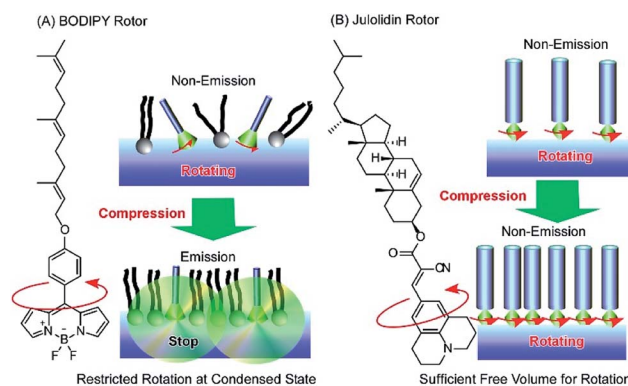 (A) BODIPY Rotor
Non-Emission
Rotating
Compression
Emission
Stop
O
N
N
+
B
-
F
F
Restricted Rotation at Condensed State
(B) Julolidin Rotor
Non-Emission
Rotating
Compression
Non-Emission
Rotating
H
H
H
O
O
CN
N
Sufficient Free Volume for Rotation